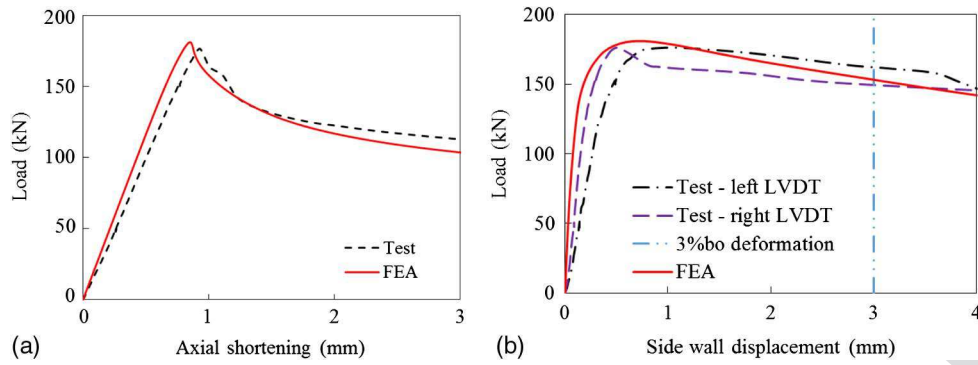 200
150
100
50
0
Load (kN)
Test
FEA
0 1 2 3
(a) Axial shortening (mm)
200
150
100
50
0
Load (kN)
Test - left LVDT
Test - right LVDT
3%bo deformation
FEA
0 1 2 3 4
(b) Side wall displacement (mm)